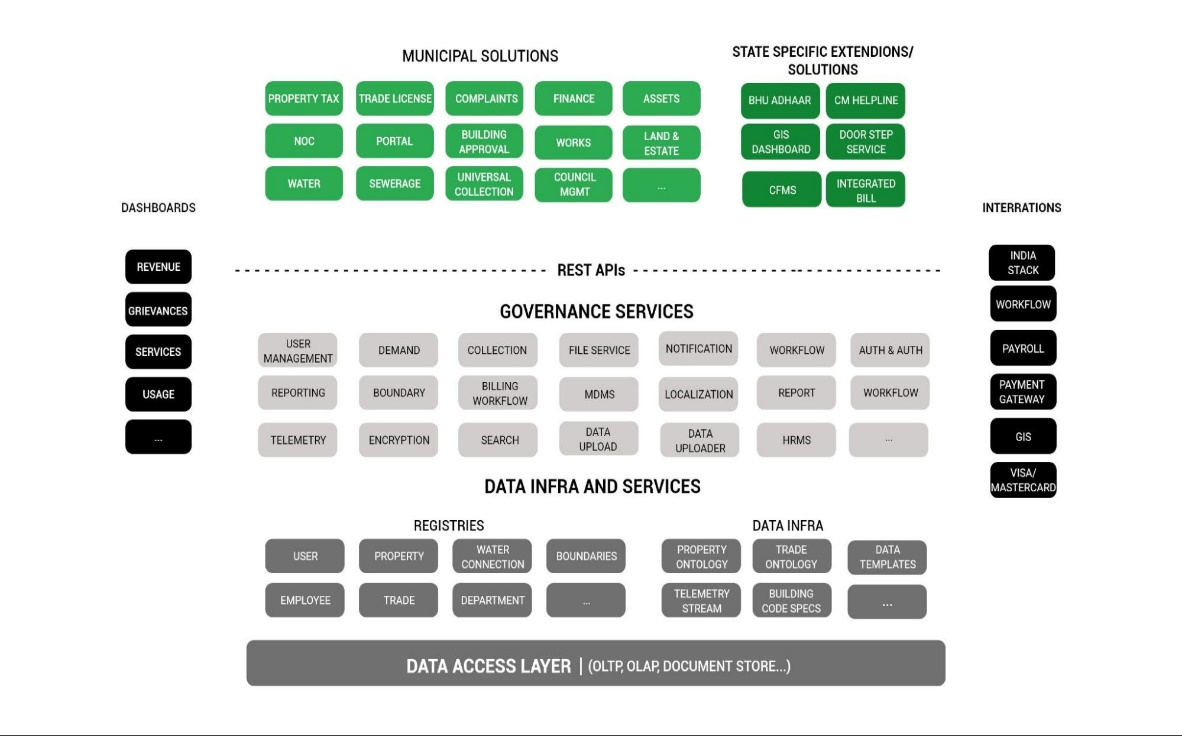 MUNICIPAL SOLUTIONS
PROPERTY TAX
TRADE LICENSE
COMPLAINTS
FINANCE
ASSETS
NOC
PORTAL
BUILDING
APPROVAL
WORKS
LAND &
ESTATE
WATER
SEWERAGE
UNIVERSAL
COLLECTION
COUNCIL
MGMT
...
STATE SPECIFIC EXTENDIONS/
SOLUTIONS
BHU ADHAAR
CM HELPLINE
GIS
DASHBOARD
DOOR STEP
SERVICE
CFMS
INTEGRATED
BILL
DASHBOARDS
REVENUE
GRIEVANCES
SERVICES
USAGE
...
REST APIs
GOVERNANCE SERVICES
USER
MANAGEMENT
DEMAND
COLLECTION
FILE SERVICE
NOTIFICATION
WORKFLOW
AUTH & AUTH
REPORTING
BOUNDARY
BILLING
WORKFLOW
MDMS
LOCALIZATION
REPORT
WORKFLOW
TELEMETRY
ENCRYPTION
SEARCH
DATA
UPLOAD
DATA
UPLOADER
HRMS
...
INTERRATIONS
INDIA
STACK
WORKFLOW
PAYROLL
PAYMENT
GATEWAY
GIS
VISA/
MASTERCARD
DATA INFRA AND SERVICES
REGISTRIES
USER
PROPERTY
WATER
CONNECTION
BOUNDARIES
EMPLOYEE
TRADE
DEPARTMENT
...
DATA INFRA
PROPERTY
ONTOLOGY
TRADE
ONTOLOGY
DATA
TEMPLATES
TELEMETRY
STREAM
BUILDING
CODE SPECS
...
DATA ACCESS LAYER | (OLTP, OLAP, DOCUMENT STORE...)